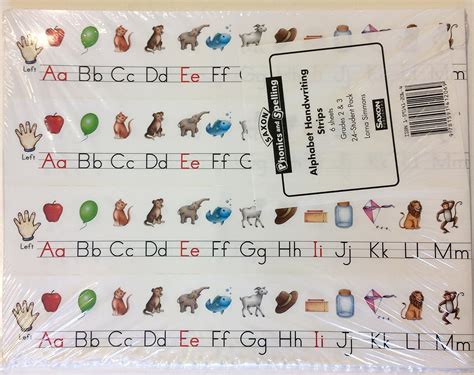 Left
Aa Bb Cc Dd Ee Ff G
SAXON
Phonics and Spelling
Alphabet Handwriting
Strips
6 sheets
Grades 2 & 3
24-Student Pack
Lorna Simmons
SAXON
Left
Aa Bb Cc Dd Ee Ff
Left
Aa Bb Cc Dd Ee Ff Gg Hh Ii Jj Kk Ll Mm
Left
Aa Bb Cc Dd Ee Ff Gg Hh Ii Jj Kk Ll Mm